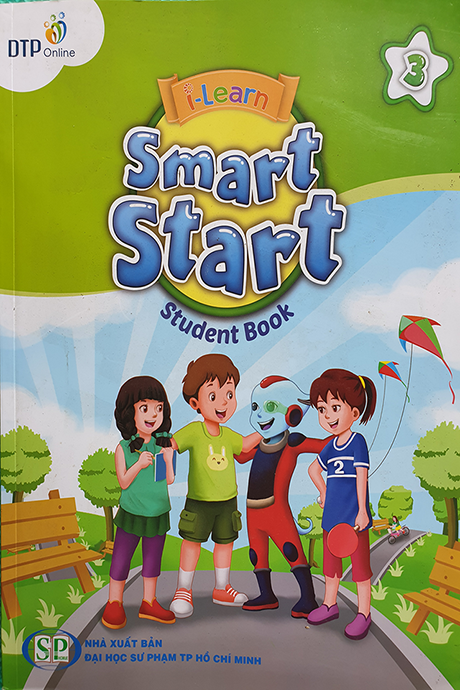 DTP Online
3
i-Learn
Smart
Start
Student Book
2
SP
NHÀ XUẤT BẢN
ĐẠI HỌC SƯ PHẠM TP HỒ CHÍ MINH